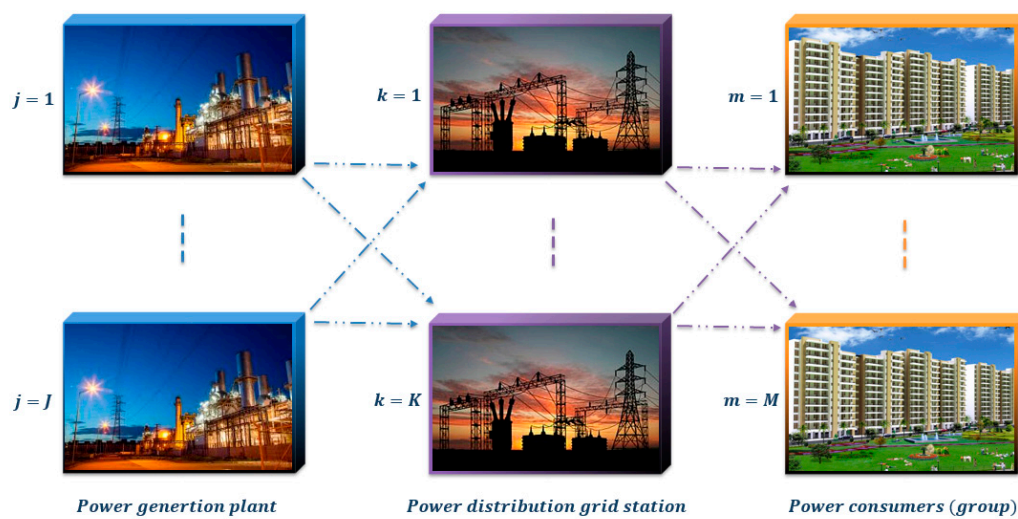 j = 1
k = 1
m = 1
j = J
k = K
m = M
Power genertion plant
Power distribution grid station
Power consumers (group)